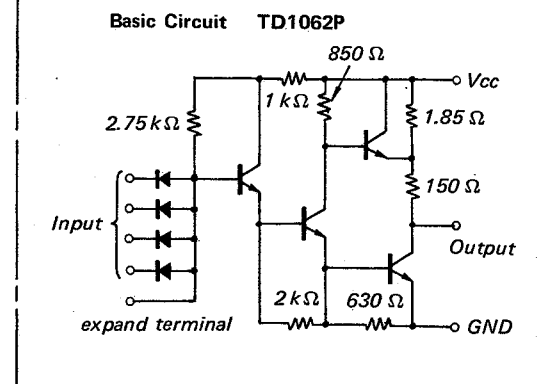 Basic Circuit TD1062P
850 Ω
Vcc
1 kΩ
2.75 kΩ
1.85 Ω
150 Ω
Input
Output
2 kΩ
630 Ω
expand terminal
GND